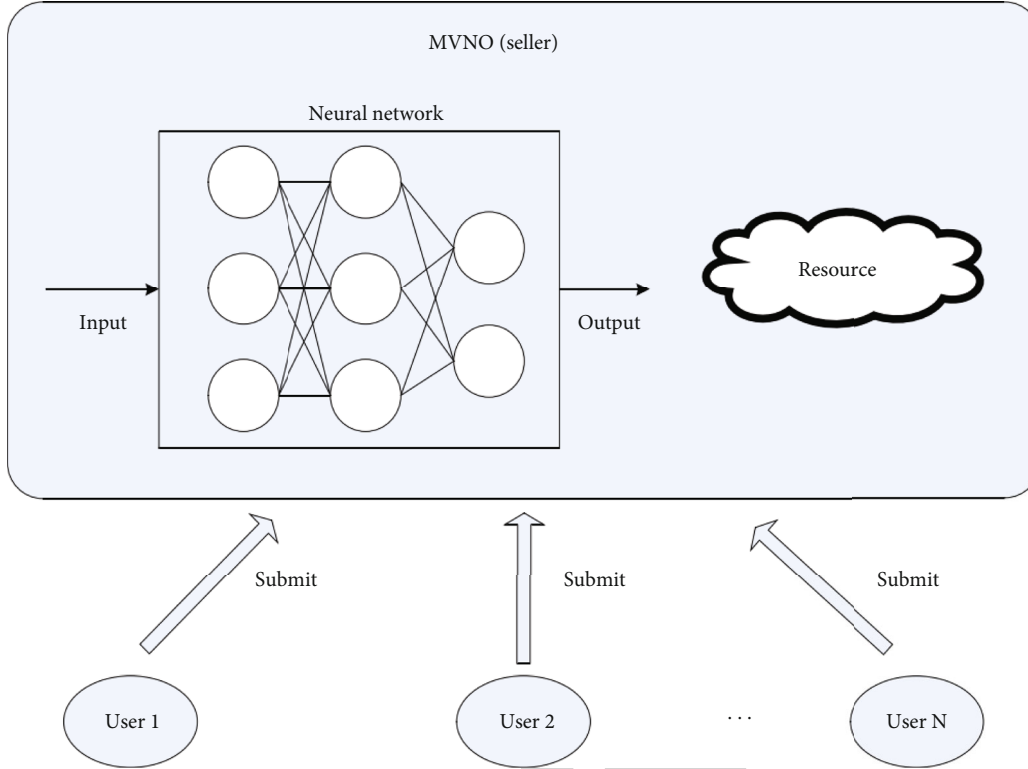 MVNO (seller)
Neural network
Resource
Input
Output
Submit
Submit
Submit
User 1
User 2
...
User N